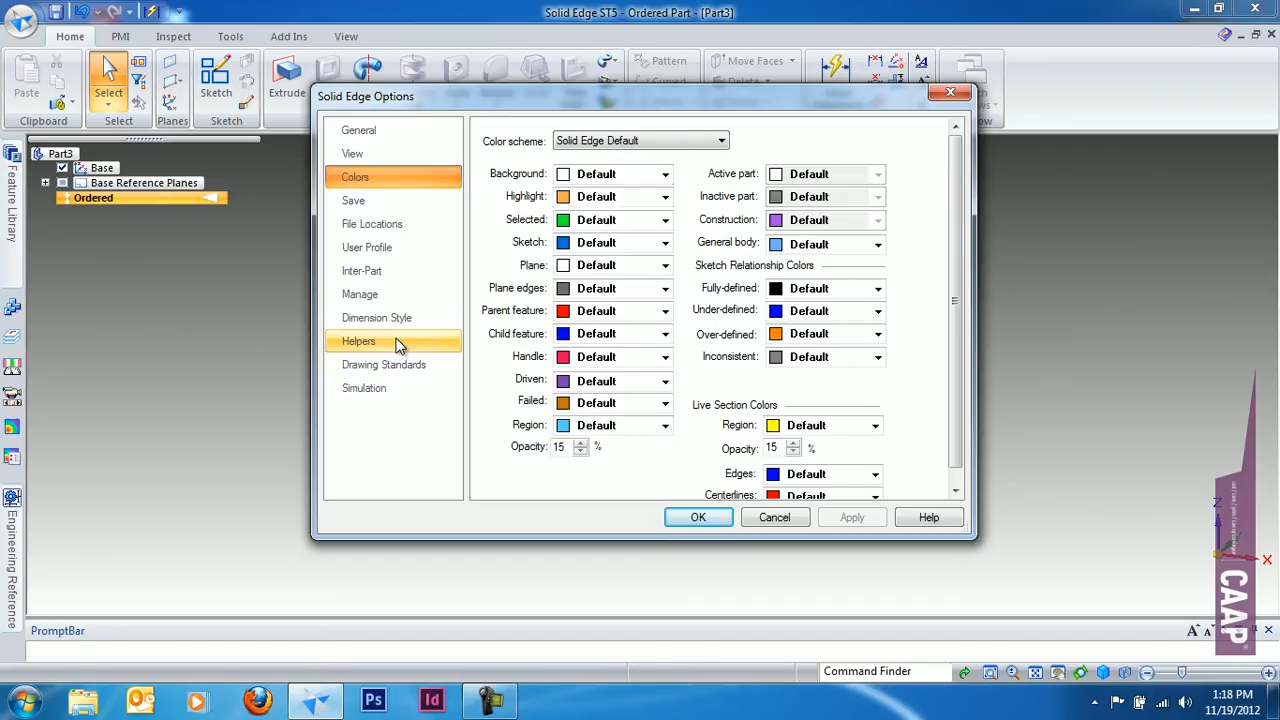 Solid Edge ST5 - Ordered Part - [Part3]
Home PMI Inspect Tools Add Ins View
Paste
Select
Sketch
Extrude
Pattern
Move Faces
Clipboard Select Planes Sketch
Solid Edge Options
General
View
Colors
Save
File Locations
User Profile
Inter-Part
Manage
Dimension Style
Helpers
Drawing Standards
Simulation
Color scheme: Solid Edge Default
Background: Default
Highlight: Default
Selected: Default
Sketch: Default
Plane: Default
Plane edges: Default
Parent feature: Default
Child feature: Default
Handle: Default
Driven: Default
Failed: Default
Region: Default
Opacity: 15 %
Active part: Default
Inactive part: Default
Construction: Default
General body: Default
Sketch Relationship Colors
Fully-defined: Default
Under-defined: Default
Over-defined: Default
Inconsistent: Default
Live Section Colors
Region: Default
Opacity: 15 %
Edges: Default
Centerlines: Default
OK Cancel Apply Help
Part3
Base
Base Reference Planes
Ordered
Feature Library
Engineering Reference
Z
X
CAAP
PromptBar
Command Finder
Ps
Id
1:18 PM
11/19/2012